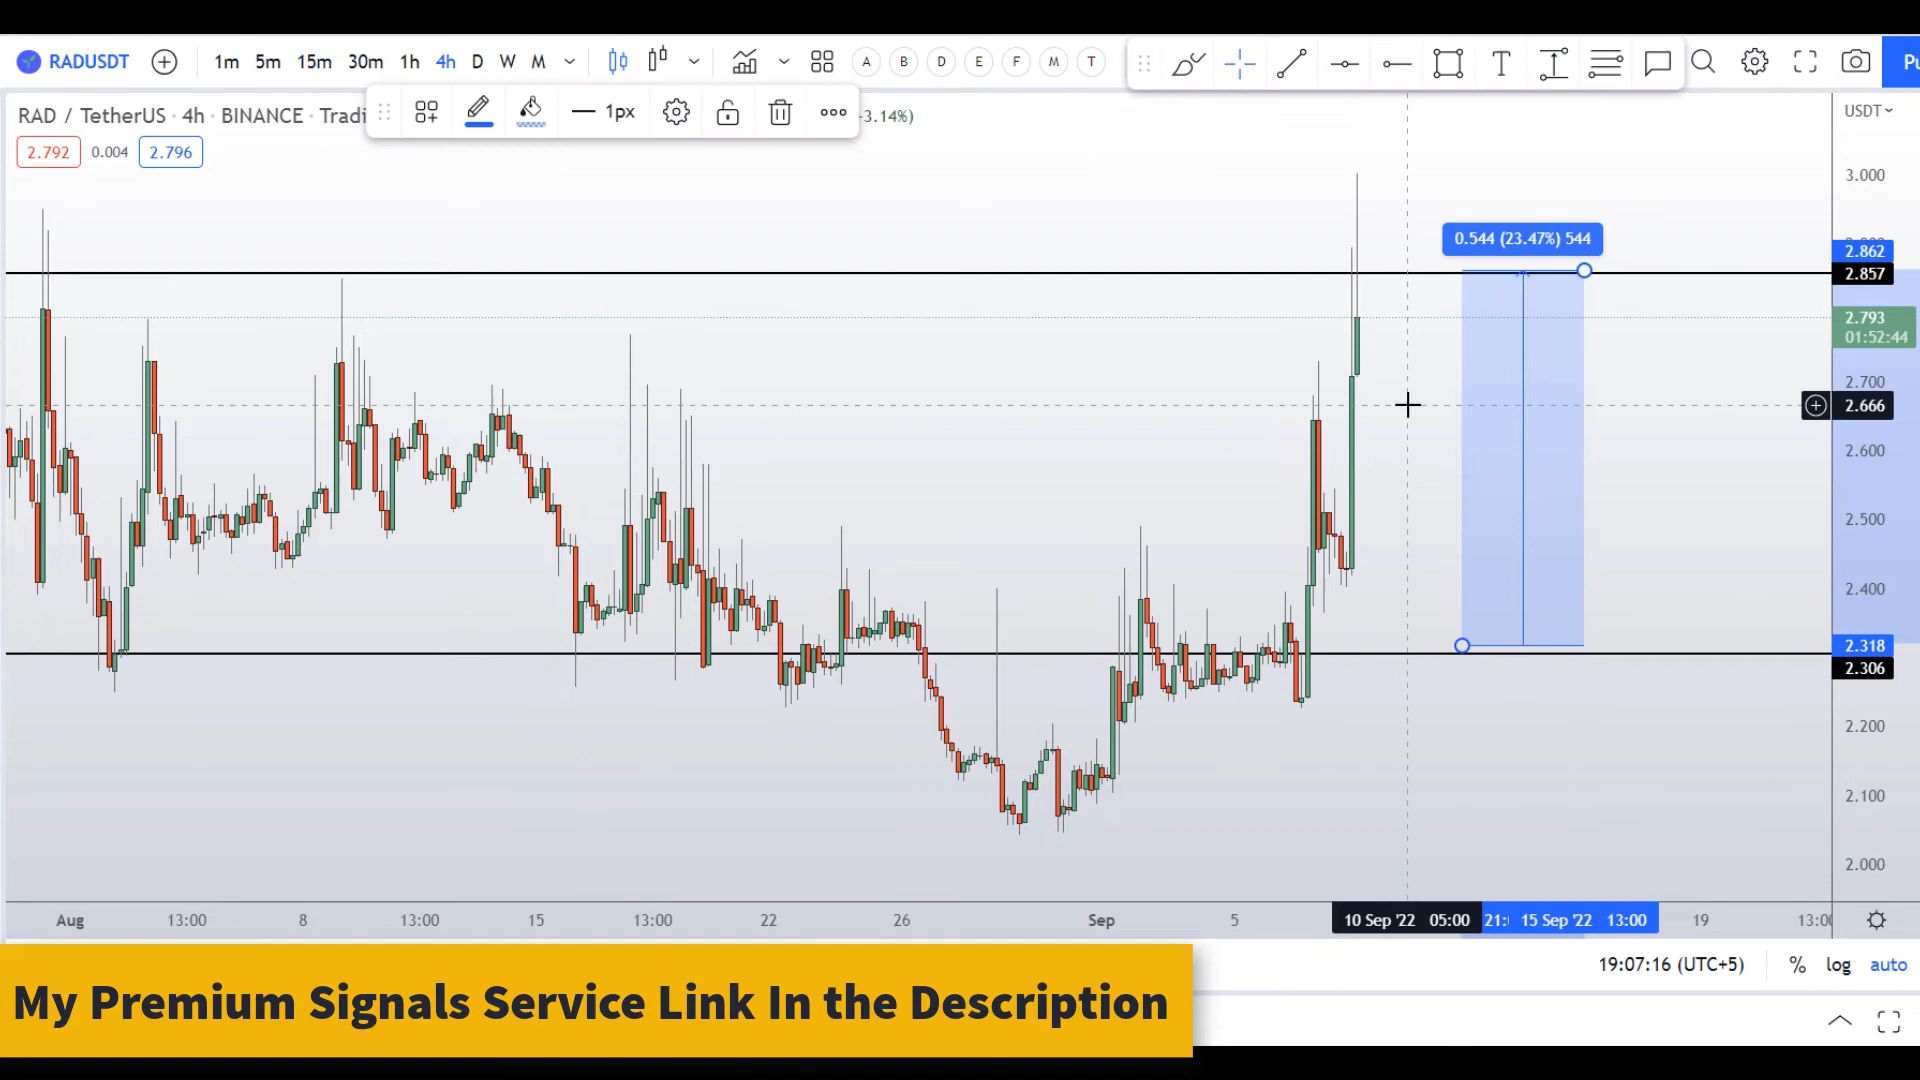 RADUSDT 1m 5m 15m 30m 1h 4h D W M A B D E F M T T
RAD / TetherUS · 4h · BINANCE · Tradi 1px -3.14%) USDT
2.792 0.004 2.796
3.000
0.544 (23.47%) 544
2.862
2.857
2.793
01:52:44
2.700
2.666
2.600
2.500
2.400
2.318
2.306
2.200
2.100
2.000
Aug 13:00 8 13:00 15 13:00 22 26 Sep 5 10 Sep '22 05:00 21: 15 Sep '22 13:00 19 13:00
19:07:16 (UTC+5) % log auto
My Premium Signals Service Link In the Description